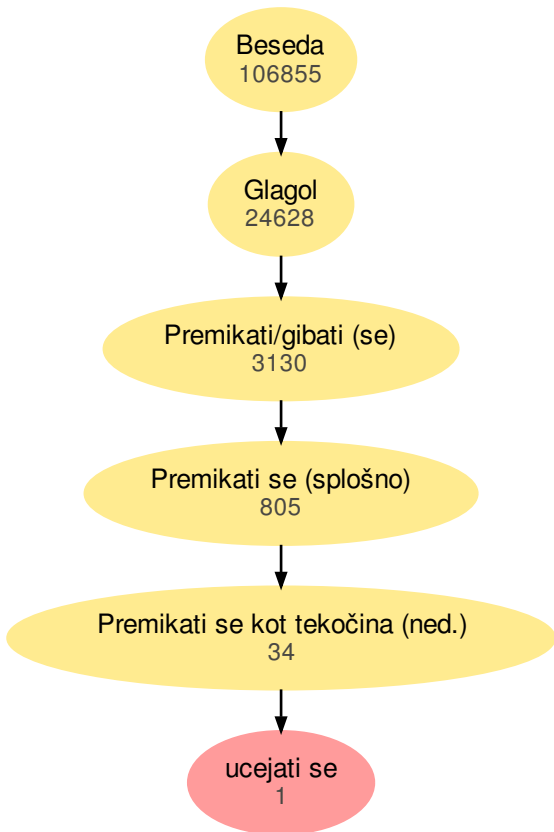 Beseda
106855
Glagol
24628
Premikati/gibati (se)
3130
Premikati se (splošno)
805
Premikati se kot tekočina (ned.)
34
ucejati se
1